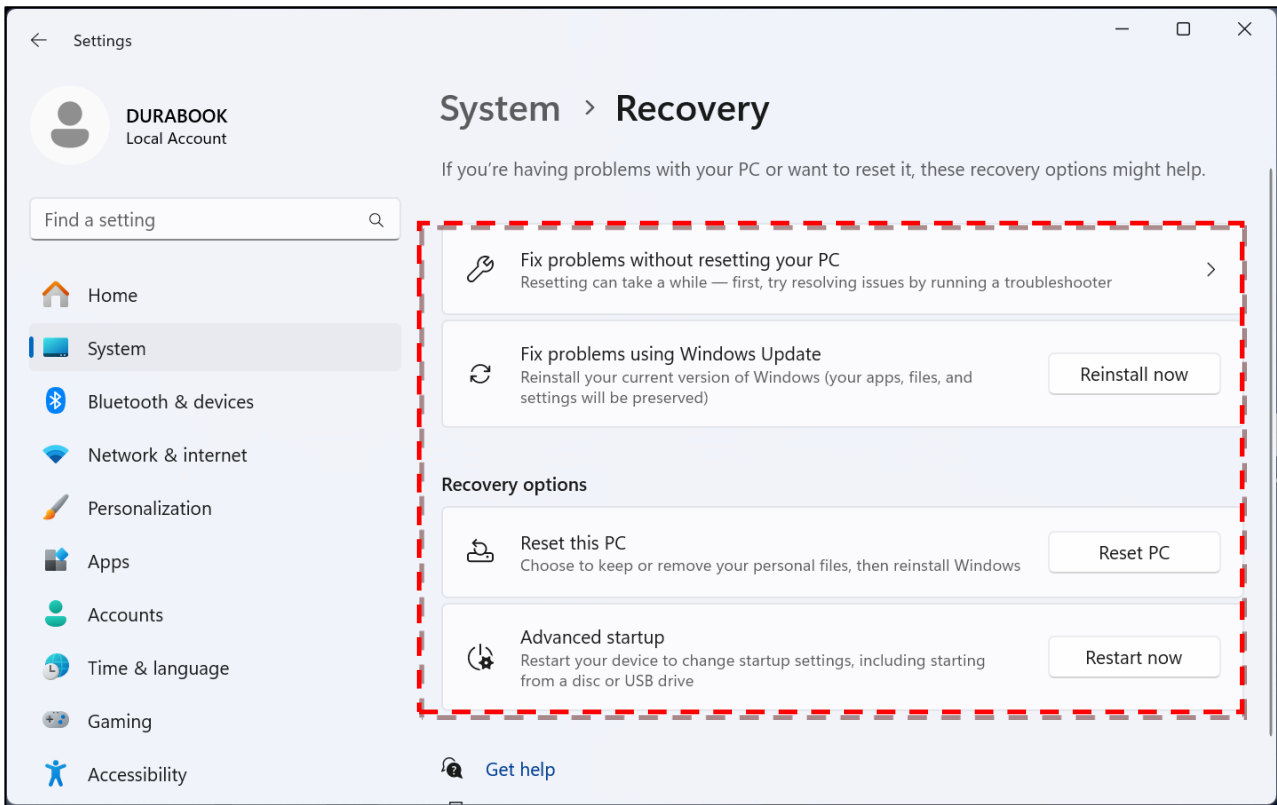 Settings
DURABOOK
Local Account
Find a setting
Home
System
Bluetooth & devices
Network & internet
Personalization
Apps
Accounts
Time & language
Gaming
Accessibility
System › Recovery
If you’re having problems with your PC or want to reset it, these recovery options might help.
Fix problems without resetting your PC
Resetting can take a while — first, try resolving issues by running a troubleshooter
Fix problems using Windows Update
Reinstall your current version of Windows (your apps, files, and
settings will be preserved)
Reinstall now
Recovery options
Reset this PC
Choose to keep or remove your personal files, then reinstall Windows
Reset PC
Advanced startup
Restart your device to change startup settings, including starting
from a disc or USB drive
Restart now
Get help